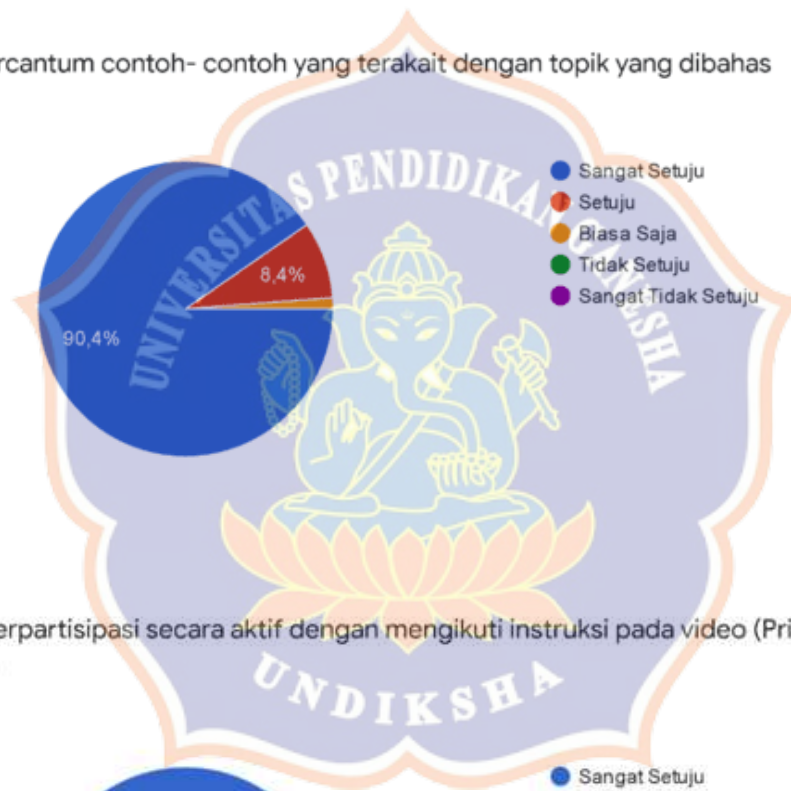 rcantum contoh- contoh yang terakait dengan topik yang dibahas
UNIVERSITAS PENDIDIKAN GANESHA
Sangat Setuju
Setuju
Biasa Saja
Tidak Setuju
Sangat Tidak Setuju
8,4%
90,4%
erpartisipasi secara aktif dengan mengikuti instruksi pada video (Pri
UNDIKSHA
Sangat Setuju